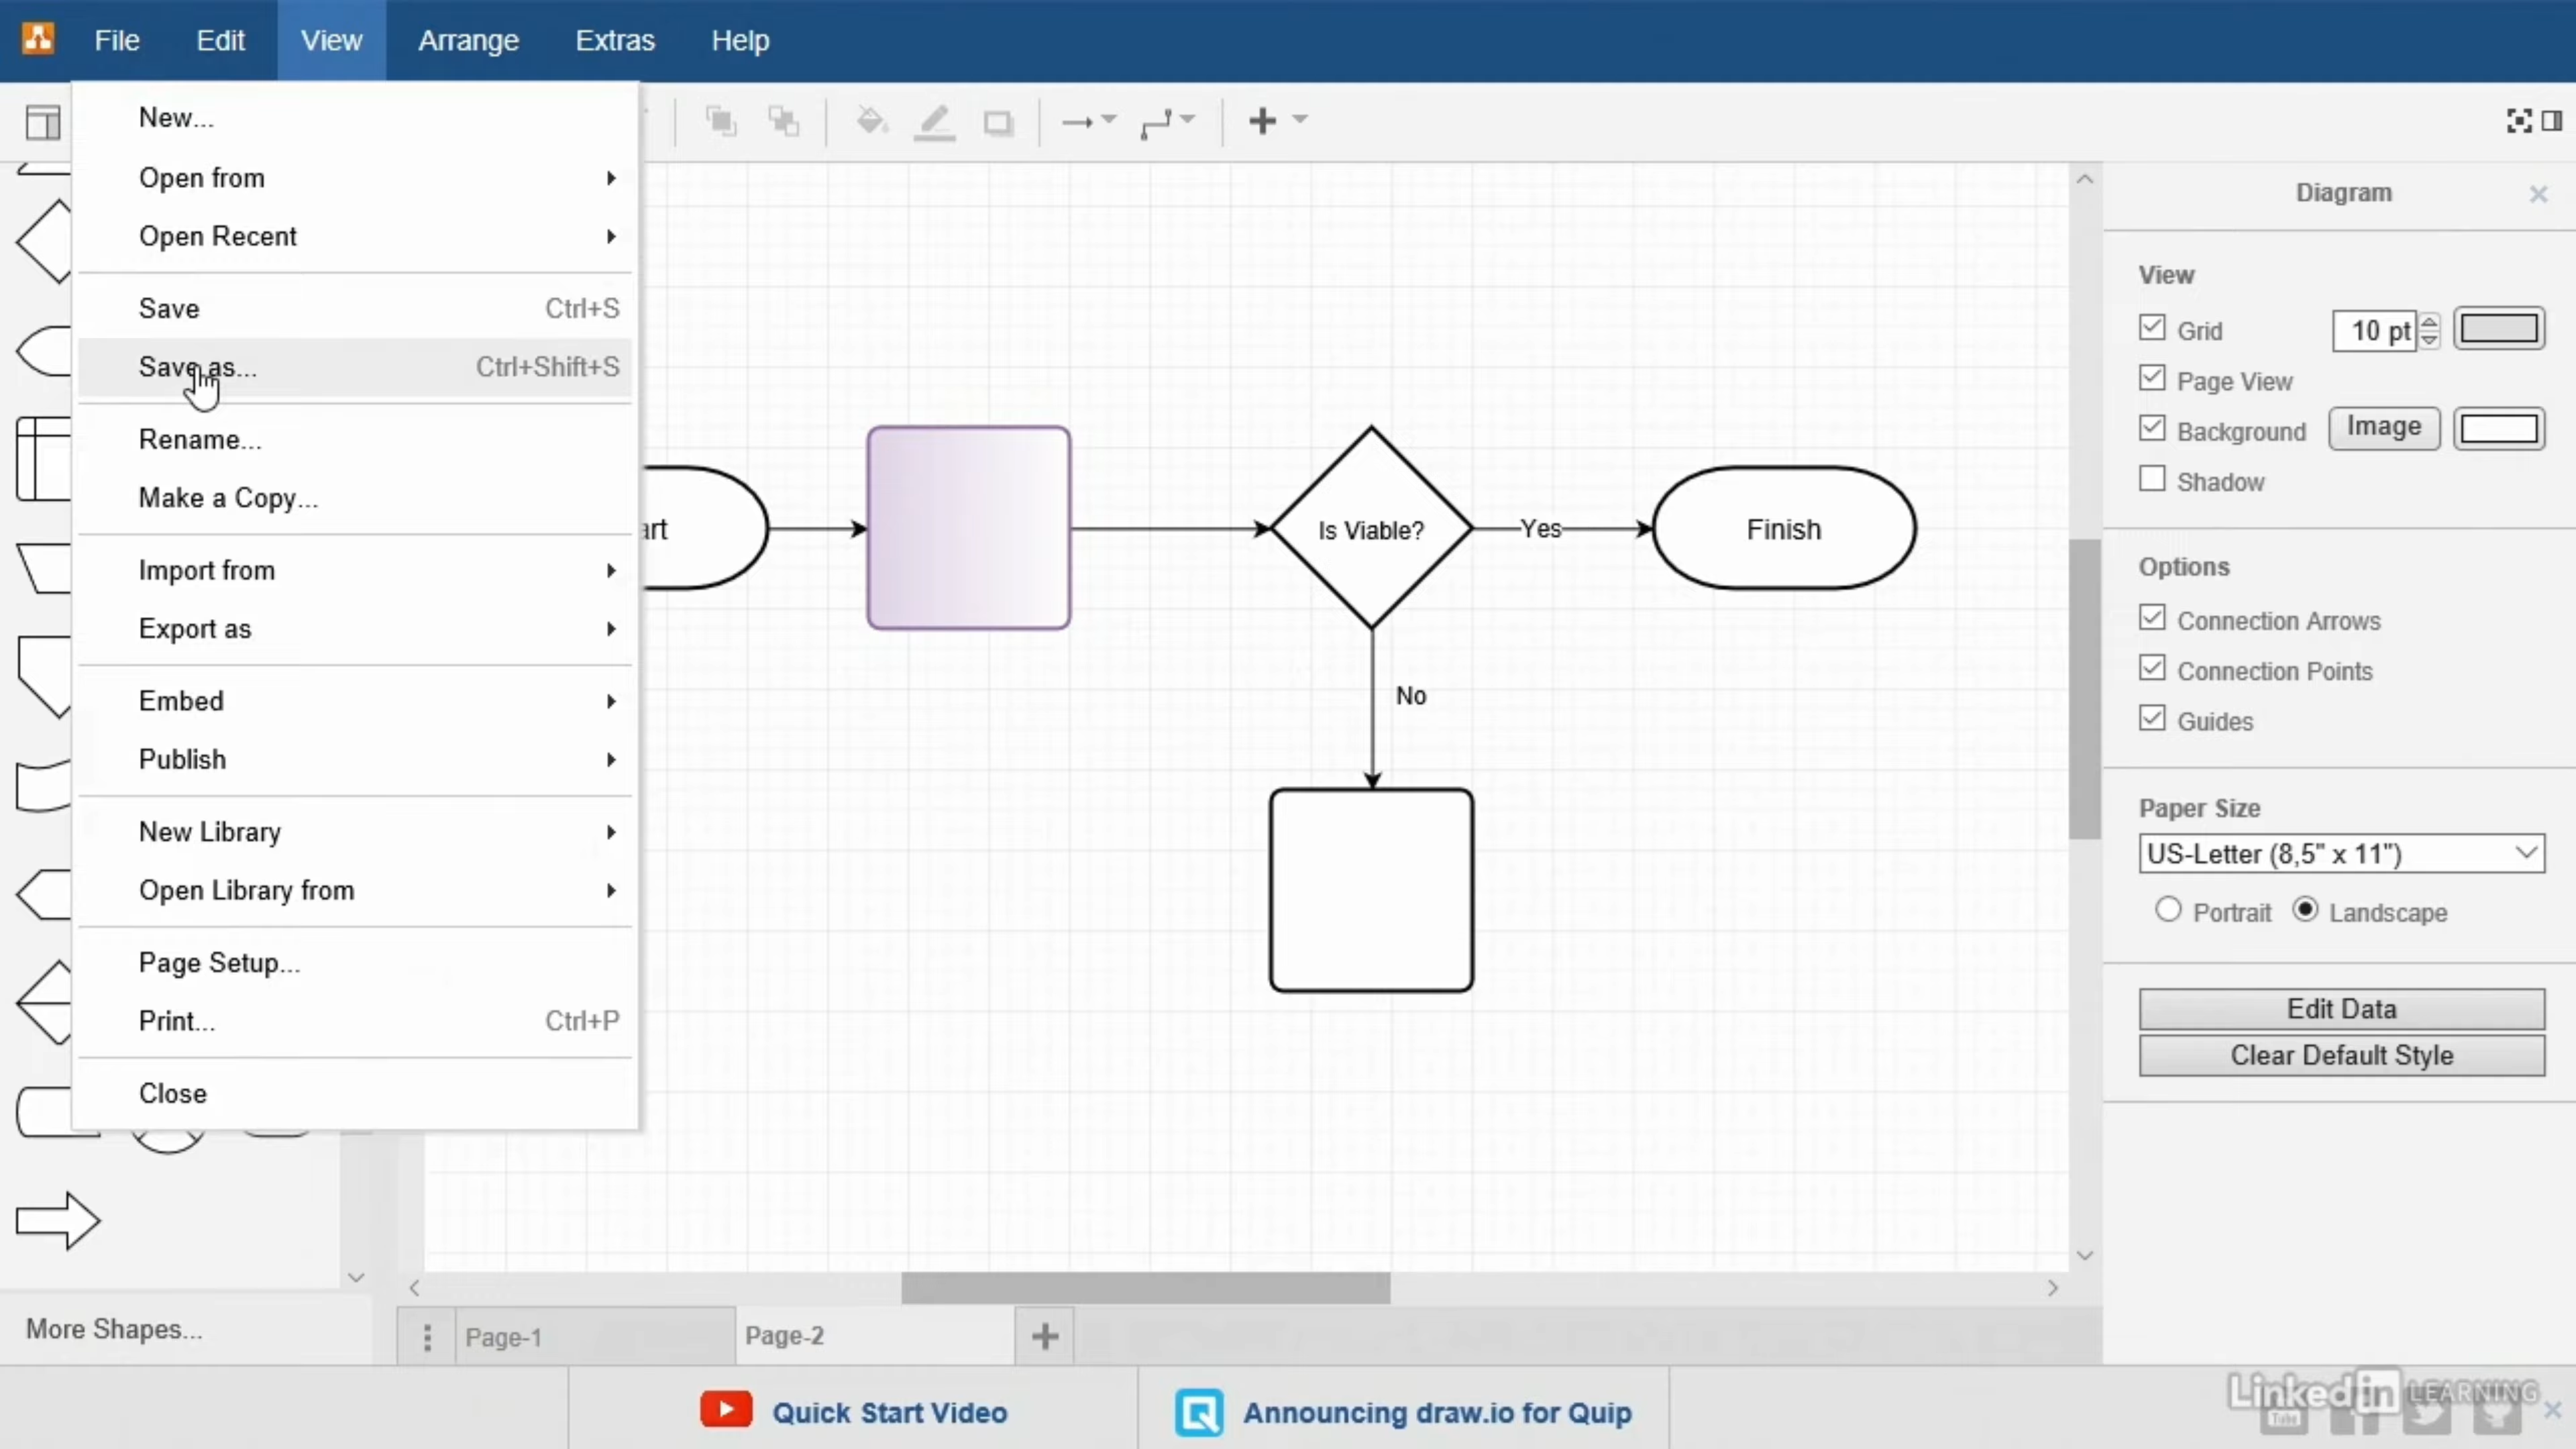 File Edit View Arrange Extras Help
New...
Open from
Open Recent
Save Ctrl+S
Save as... Ctrl+Shift+S
Rename...
Make a Copy...
Import from
Export as
Embed
Publish
New Library
Open Library from
Page Setup...
Print... Ctrl+P
Close
More Shapes...
art
Is Viable?
Yes
Finish
No
Diagram
View
Grid 10 pt
Page View
Background Image
Shadow
Options
Connection Arrows
Connection Points
Guides
Paper Size
US-Letter (8,5" x 11")
Portrait Landscape
Edit Data
Clear Default Style
Page-1 Page-2
Quick Start Video
Announcing draw.io for Quip
LinkedIn LEARNING